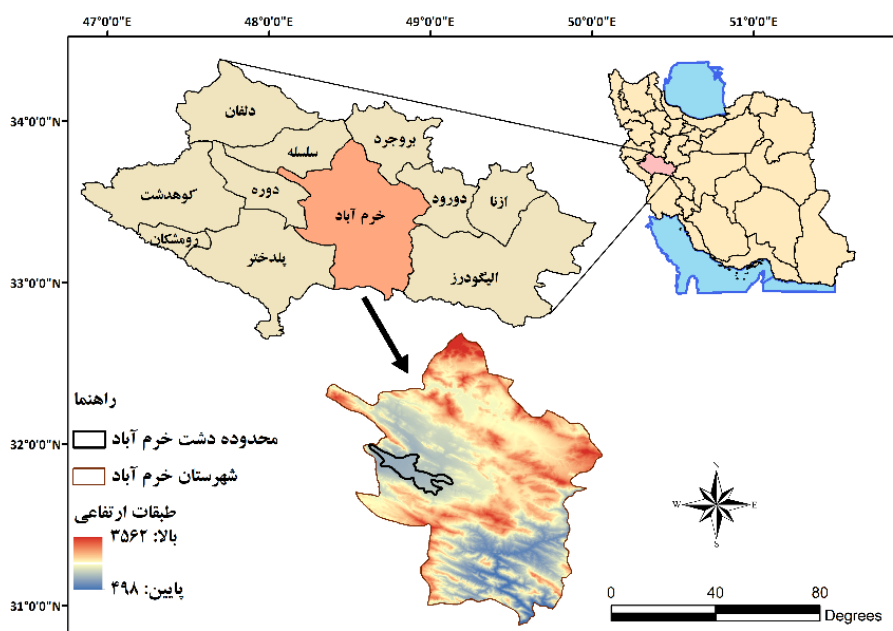 47°0'0"E
48°0'0"E
49°0'0"E
50°0'0"E
51°0'0"E
34°0'0"N
33°0'0"N
32°0'0"N
31°0'0"N
دلفان
بروجرد
سلسله
کوهدشت
دوره
خرم آباد
دورود
ازنا
رومشکان
پلدختر
الیگودرز
راهنما
محدوده دشت خرم آباد
شهرستان خرم آباد
طبقات ارتفاعی
بالا: ۳۵۶۲
پایین: ۴۹۸
N
W
E
S
0 40 80
Degrees